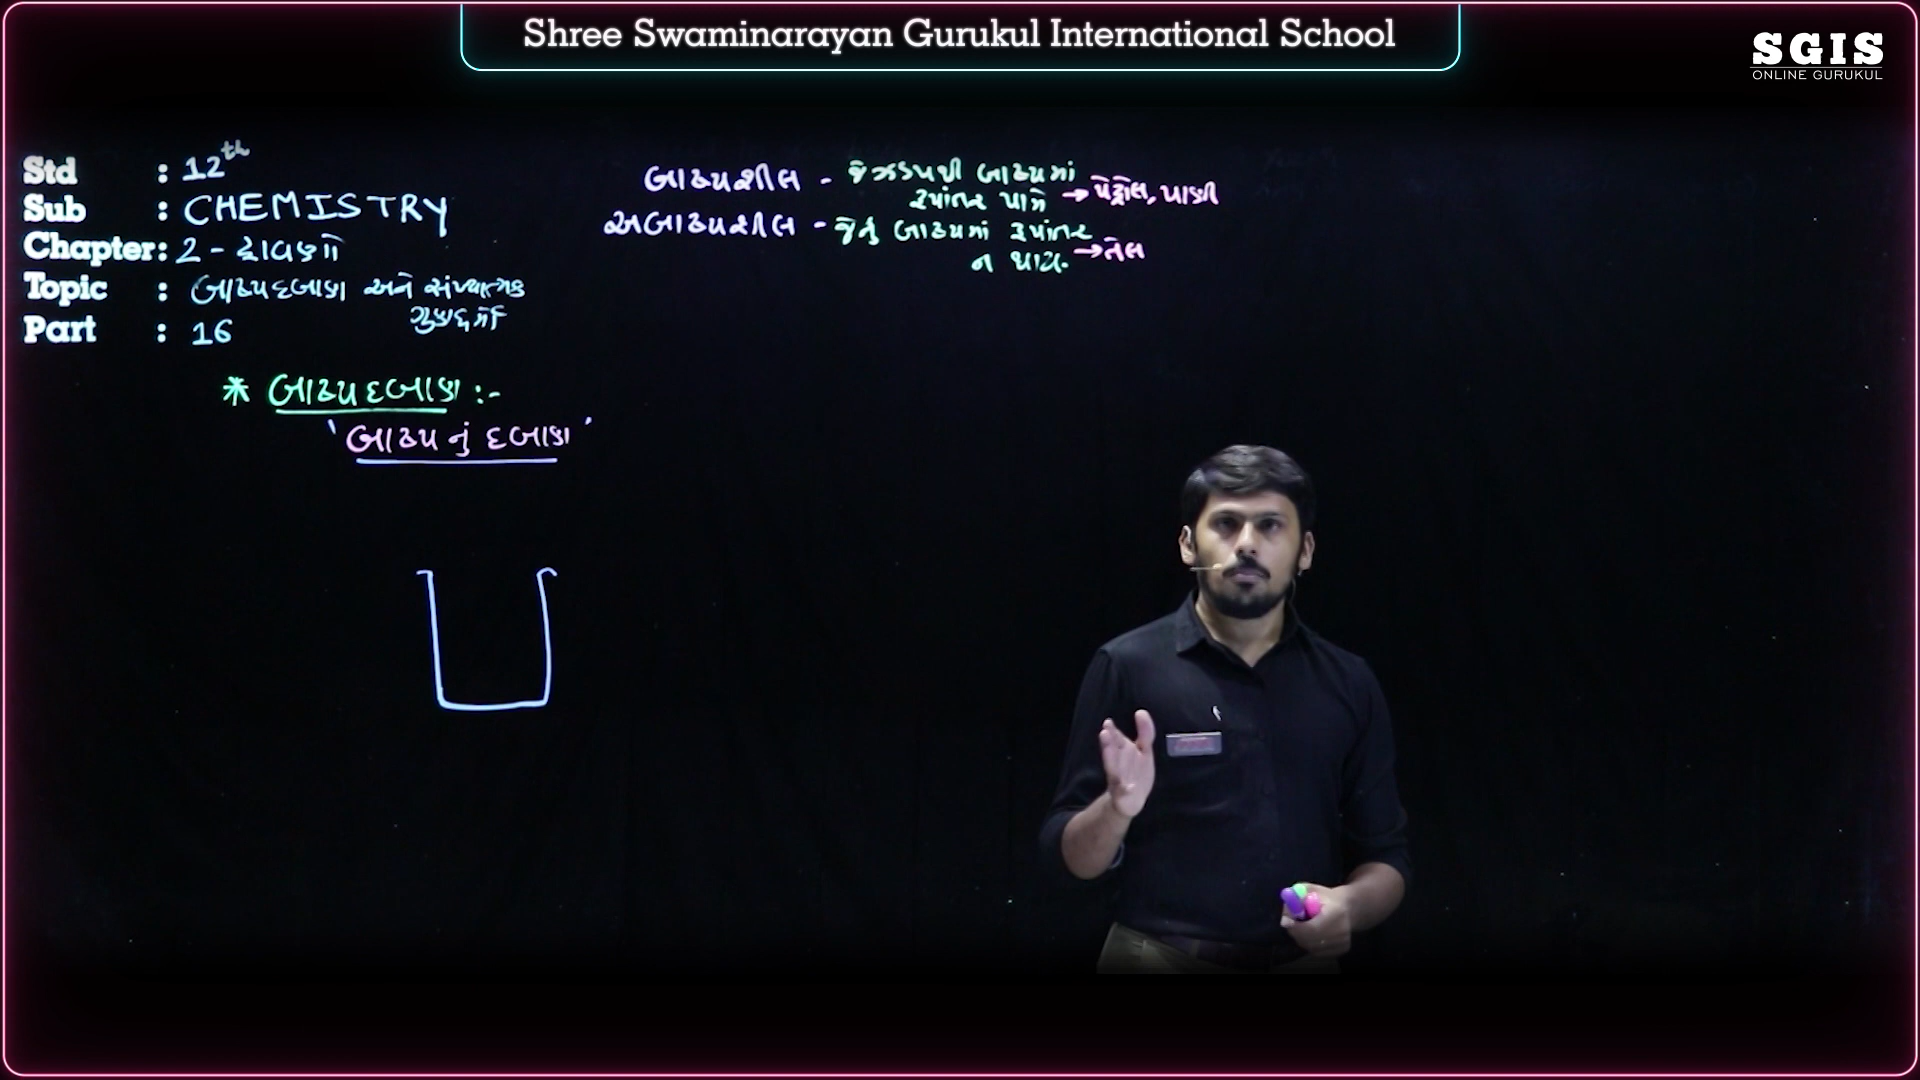 Shree Swaminarayan Gurukul International School
SGIS
ONLINE GURUKUL
Std : 12th
Sub : CHEMISTRY
Chapter: 2 - દ્રાવણો
Topic : બાષ્પદબાણ અને સંખ્યાત્મક
ગુણધર્મ
Part : 16
બાષ્પશીલ - જે ઝડપથી બાષ્પમાં
રૂપાંતર પામે → પેટ્રોલ, પાણી
અબાષ્પશીલ - જેનું બાષ્પમાં રૂપાંતર
ન થાય. → તેલ
* બાષ્પદબાણ :-
'બાષ્પ નું દબાણ'